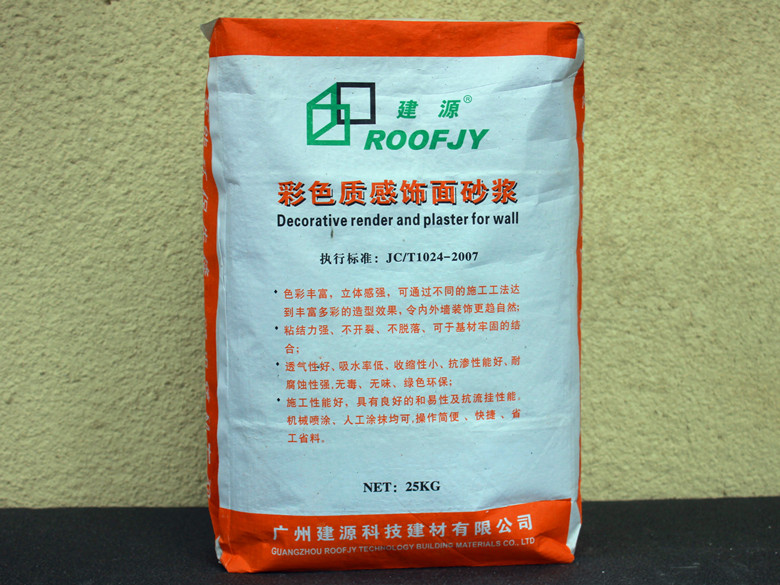 建源®
ROOFJY
彩色质感饰面砂浆
Decorative render and plaster for wall
执行标准：JC/T1024-2007
• 色彩丰富，立体感强，可通过不同的施工工法达
到丰富多彩的造型效果，令内外墙装饰更趋自然；
• 粘结力强、不开裂、不脱落、可于基材牢固的结
合；
• 透气性好、吸水率低、收缩性小、抗渗性能好、耐
腐蚀性强，无毒、无味、绿色环保；
• 施工性能好，具有良好的和易性及抗流挂性能。
机械喷涂、人工涂抹均可，操作简便、快捷、省
工省料。
NET：25KG
广州建源科技建材有限公司
GUANGZHOU ROOFJY TECHNOLOGY BUILDING MATERIALS CO., LTD